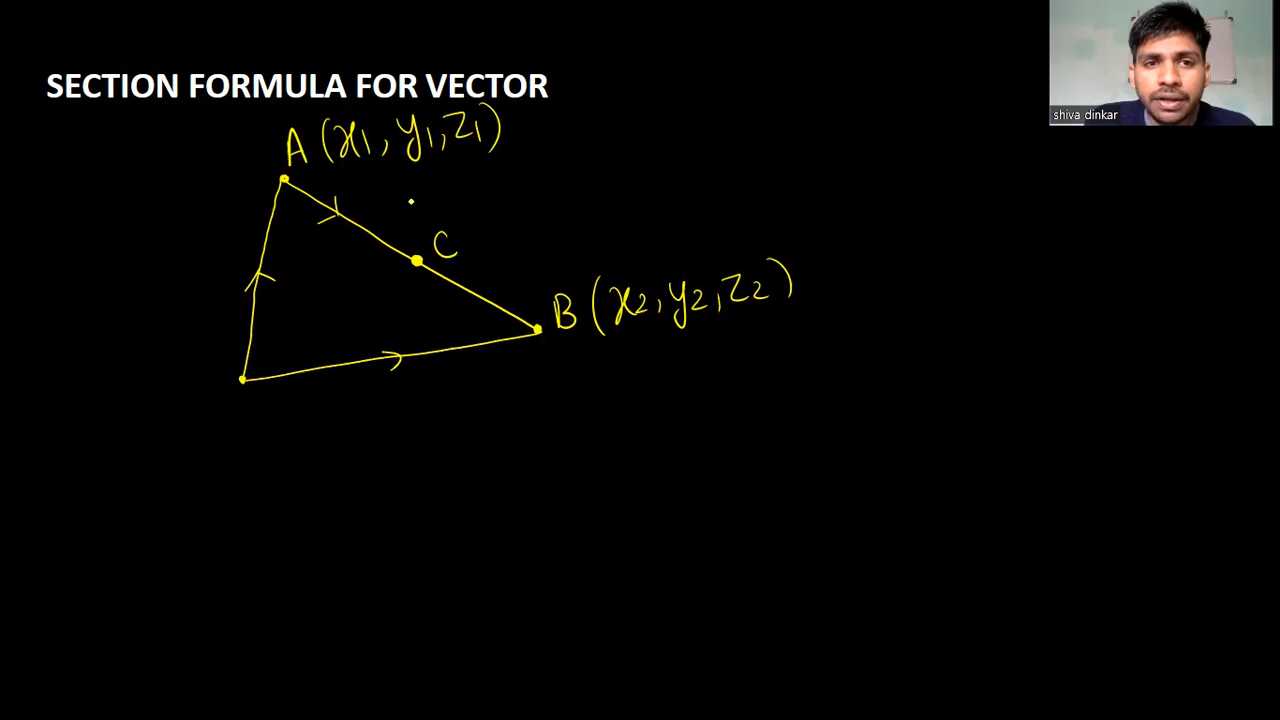 SECTION FORMULA FOR VECTOR
shiva dinkar
A (x1, y1, z1)
C
B (x2, y2, z2)